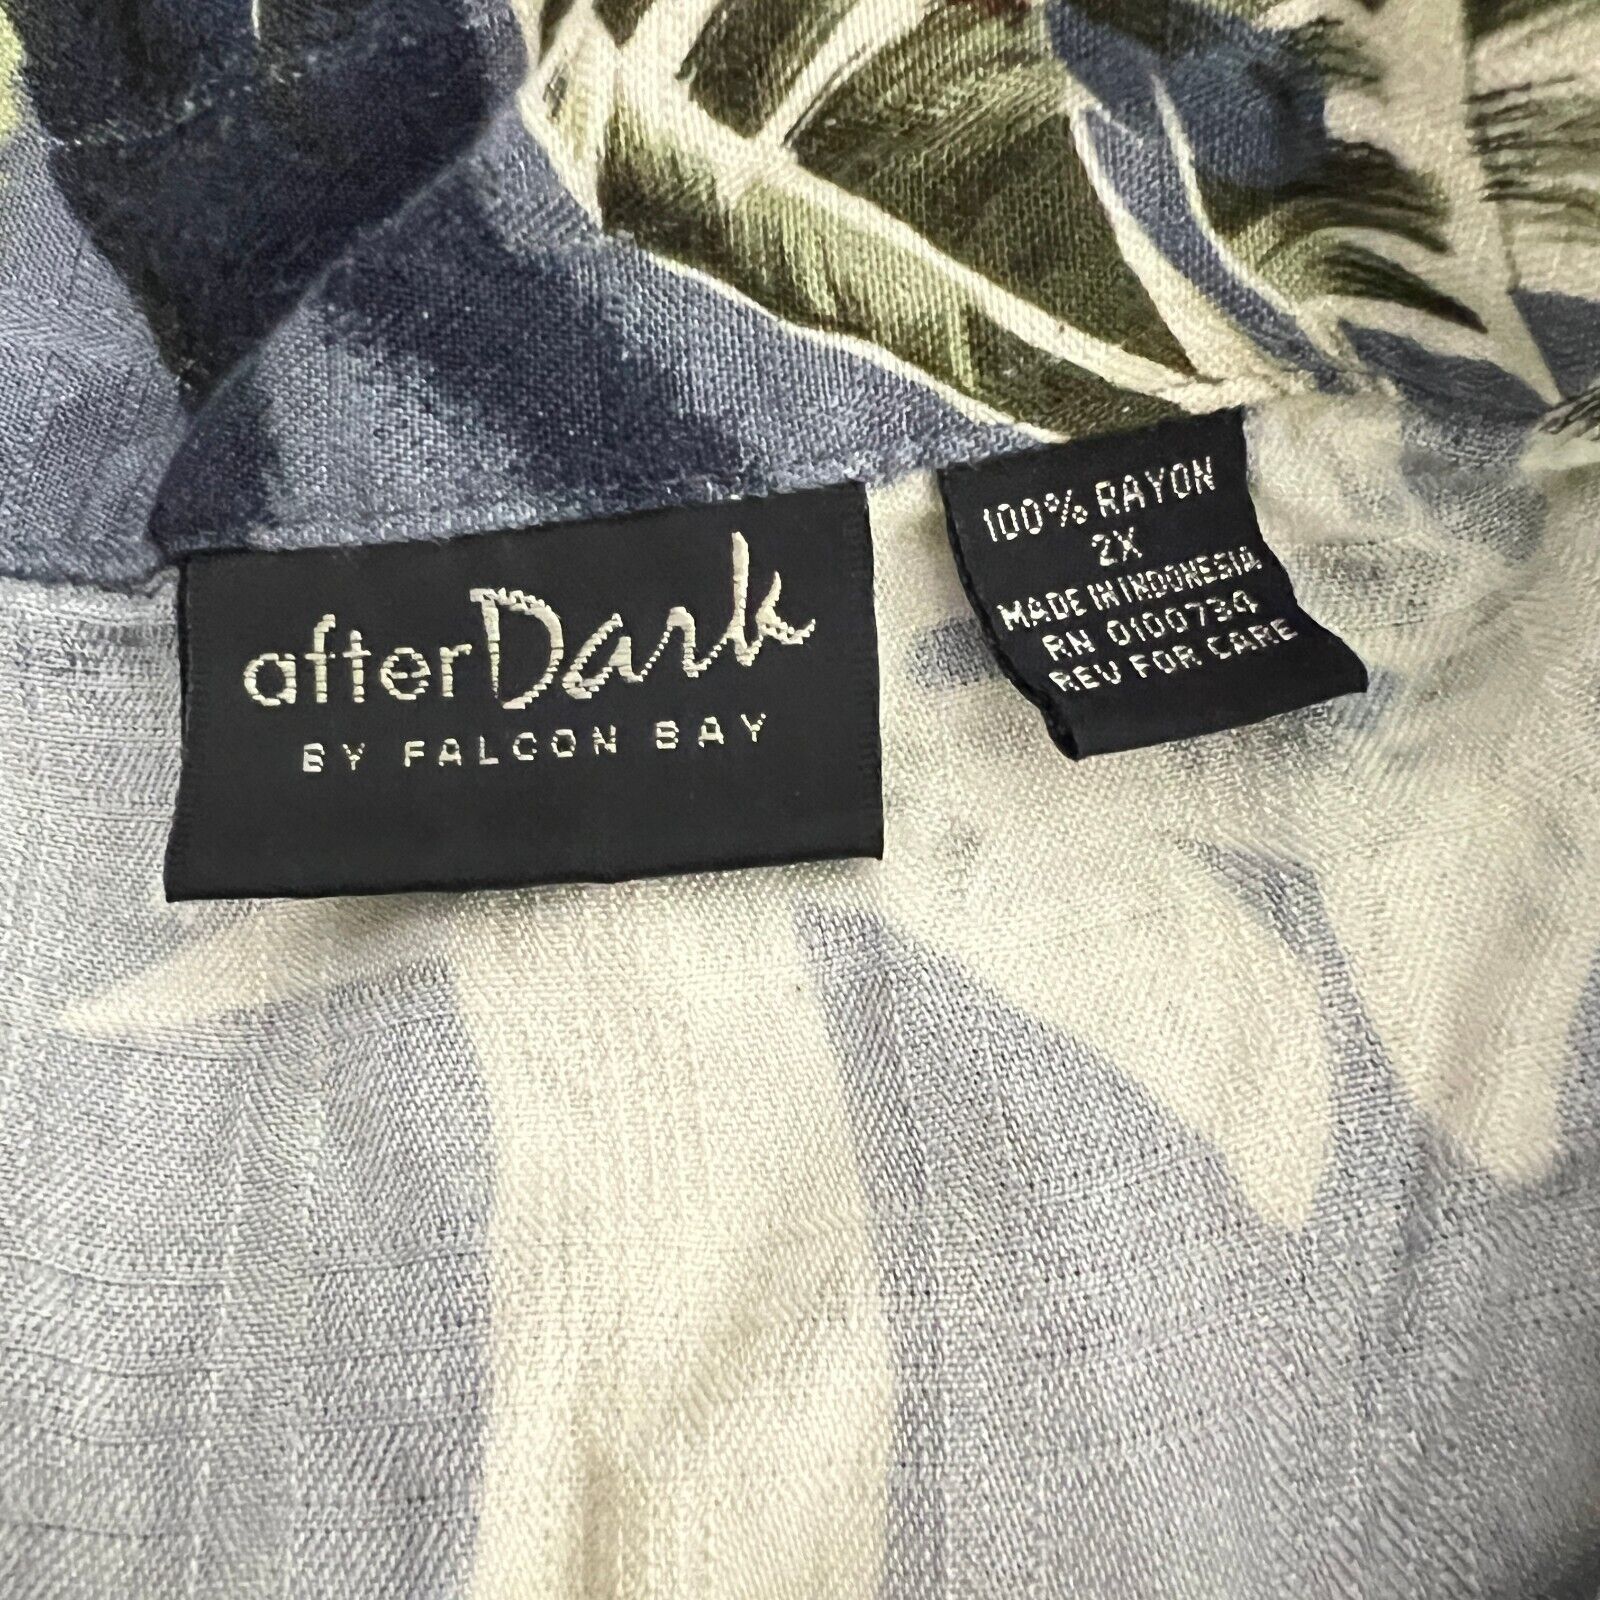 afterDark
BY FALCON BAY
100% RAYON
2X
MADE IN INDONESIA
RN 0100734
REV FOR CARE